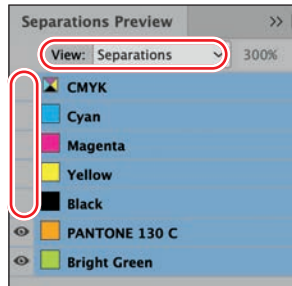 Separations Preview
View: Separations 300%
CMYK
Cyan
Magenta
Yellow
Black
PANTONE 130 C
Bright Green